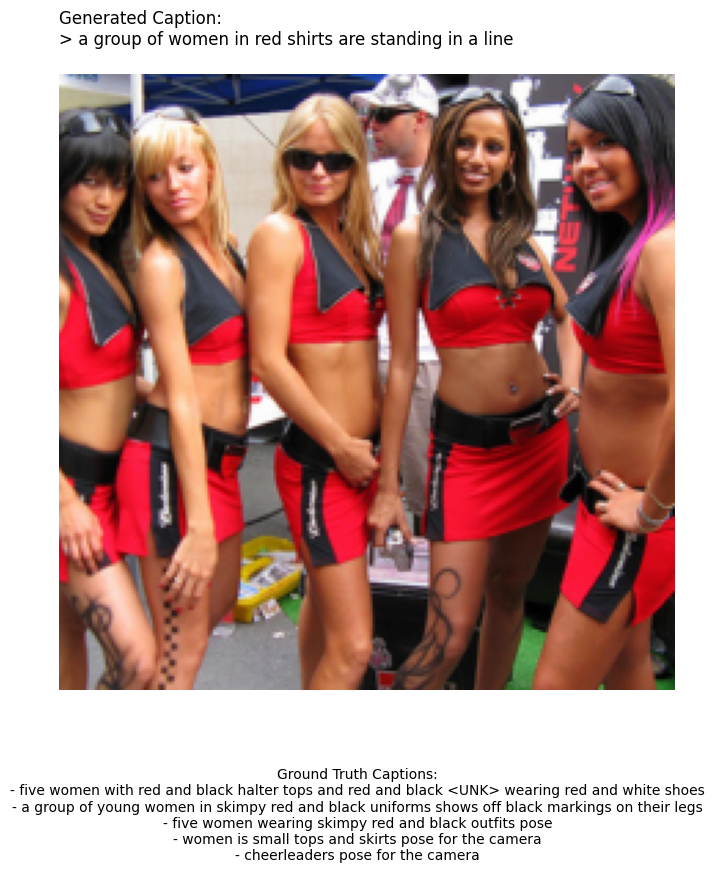 Generated Caption:
> a group of women in red shirts are standing in a line
NETW
Budweiser
Budweiser
Ground Truth Captions:
- five women with red and black halter tops and red and black <UNK> wearing red and white shoes
- a group of young women in skimpy red and black uniforms shows off black markings on their legs
- five women wearing skimpy red and black outfits pose
- women is small tops and skirts pose for the camera
- cheerleaders pose for the camera